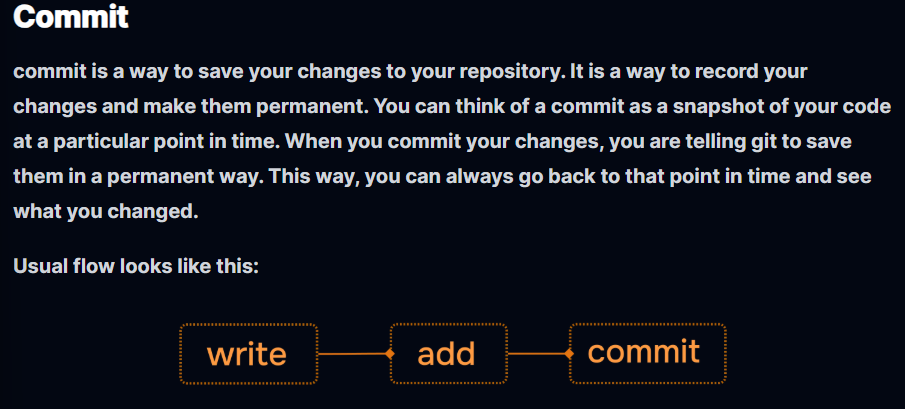 Commit
commit is a way to save your changes to your repository. It is a way to record your
changes and make them permanent. You can think of a commit as a snapshot of your code
at a particular point in time. When you commit your changes, you are telling git to save
them in a permanent way. This way, you can always go back to that point in time and see
what you changed.
Usual flow looks like this:
write add commit